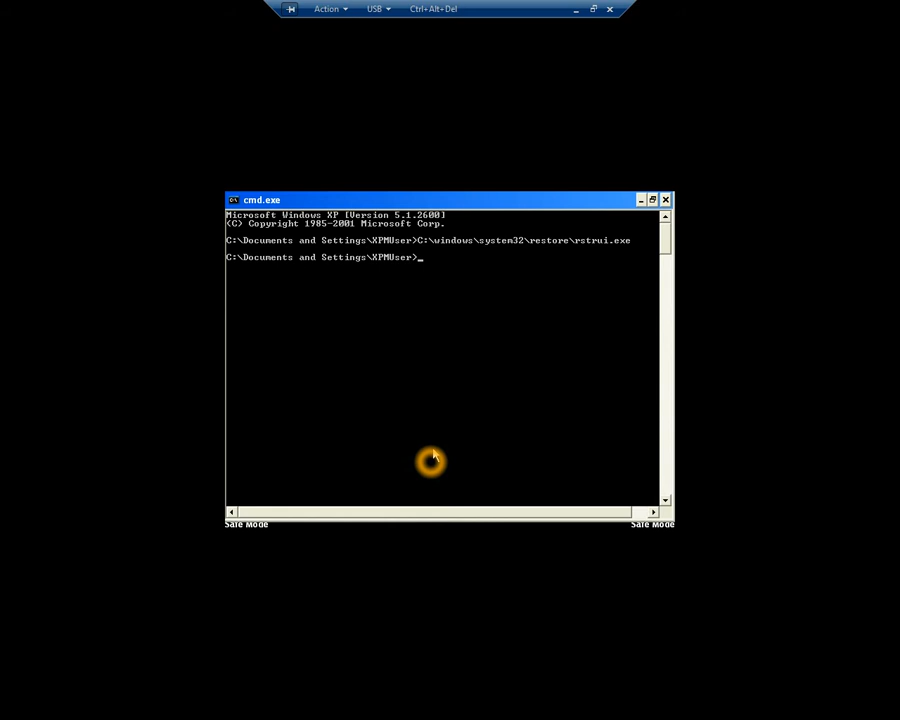 Action USB Ctrl+Alt+Del
cmd.exe
Microsoft Windows XP [Version 5.1.2600]
(C) Copyright 1985-2001 Microsoft Corp.
C:\Documents and Settings\XPMUser>C:\windows\system32\restore\rstrui.exe
C:\Documents and Settings\XPMUser>_
Safe Mode Safe Mode